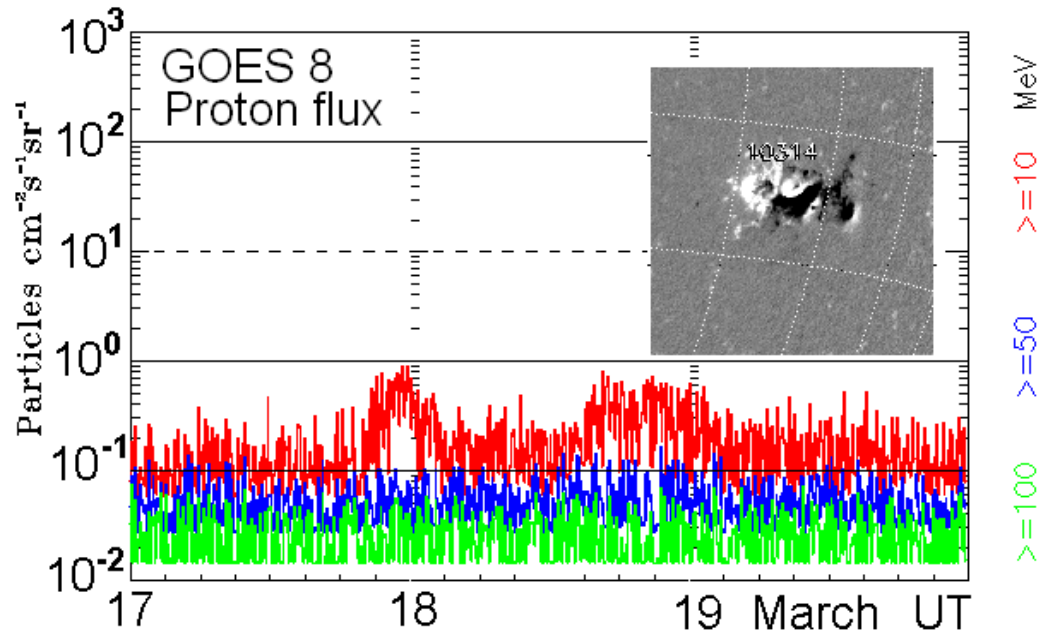 10³
10²
10¹
10⁰
10⁻¹
10⁻²
Particles cm⁻²s⁻¹sr⁻¹
GOES 8
Proton flux
10314
17 18 19 March UT
MeV
>=10
>=50
>=100